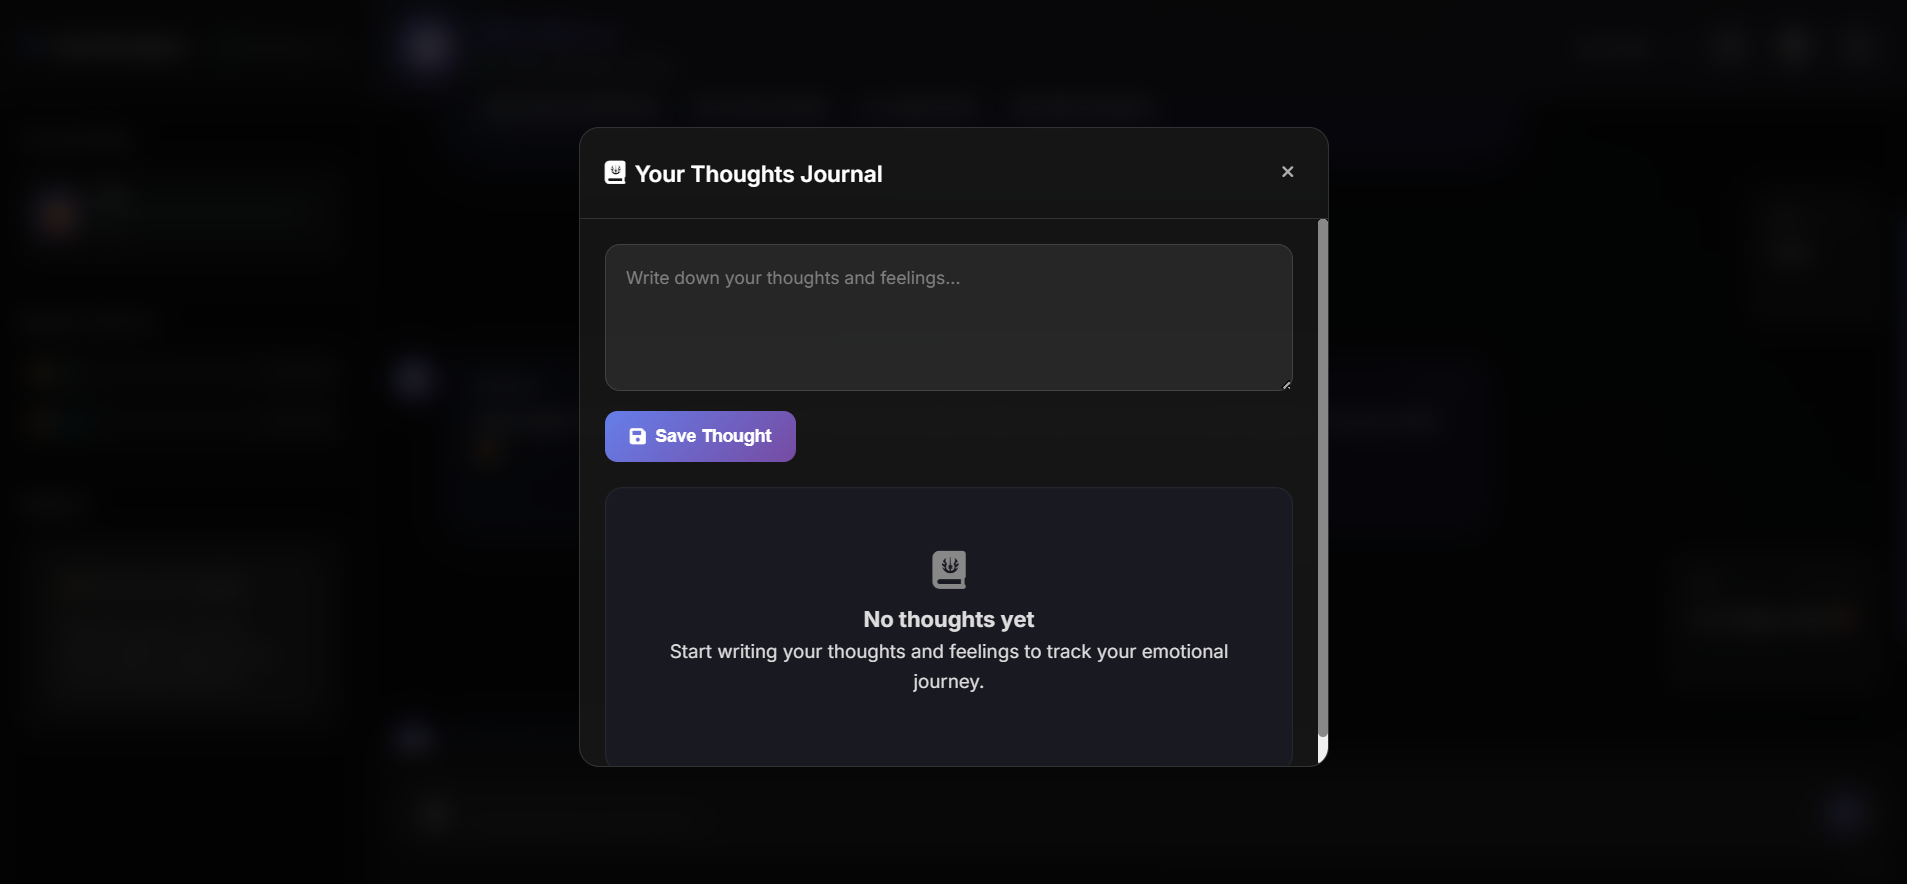 Your Thoughts Journal
Write down your thoughts and feelings...
Save Thought
No thoughts yet
Start writing your thoughts and feelings to track your emotional
journey.